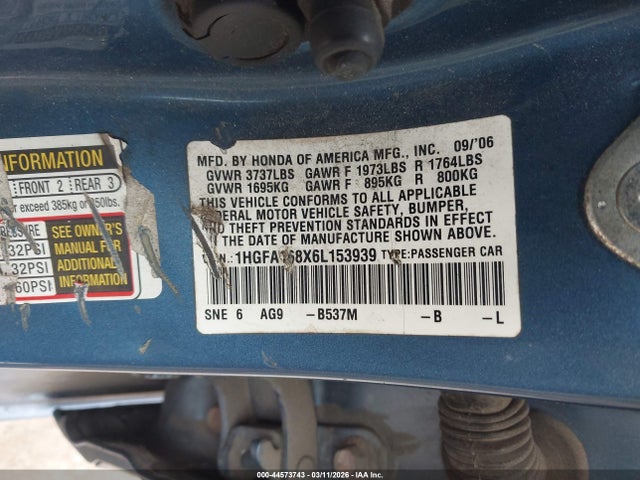 INFORMATION
FRONT 2 REAR 3
exceed 385kg or 850lbs.
SEE OWNER'S
MANUAL FOR
ADDITIONAL
INFORMATION
32PSI
32PSI
60PSI
MFD. BY HONDA OF AMERICA MFG., INC. 09/'06
GVWR 3737LBS GAWR F 1973LBS R 1764LBS
GVWR 1695KG GAWR F 895KG R 800KG
THIS VEHICLE CONFORMS TO ALL APPLICABLE
MOTOR VEHICLE SAFETY, BUMPER,
AND THEFT PREVENTION STANDARDS IN EFFECT
THE DATE OF MANUFACTURE SHOWN ABOVE.
TYPE:PASSENGER CAR
SNE 6 AG9 -B537M -B -L
000-44573743 - 03/11/2026 - IAA Inc.